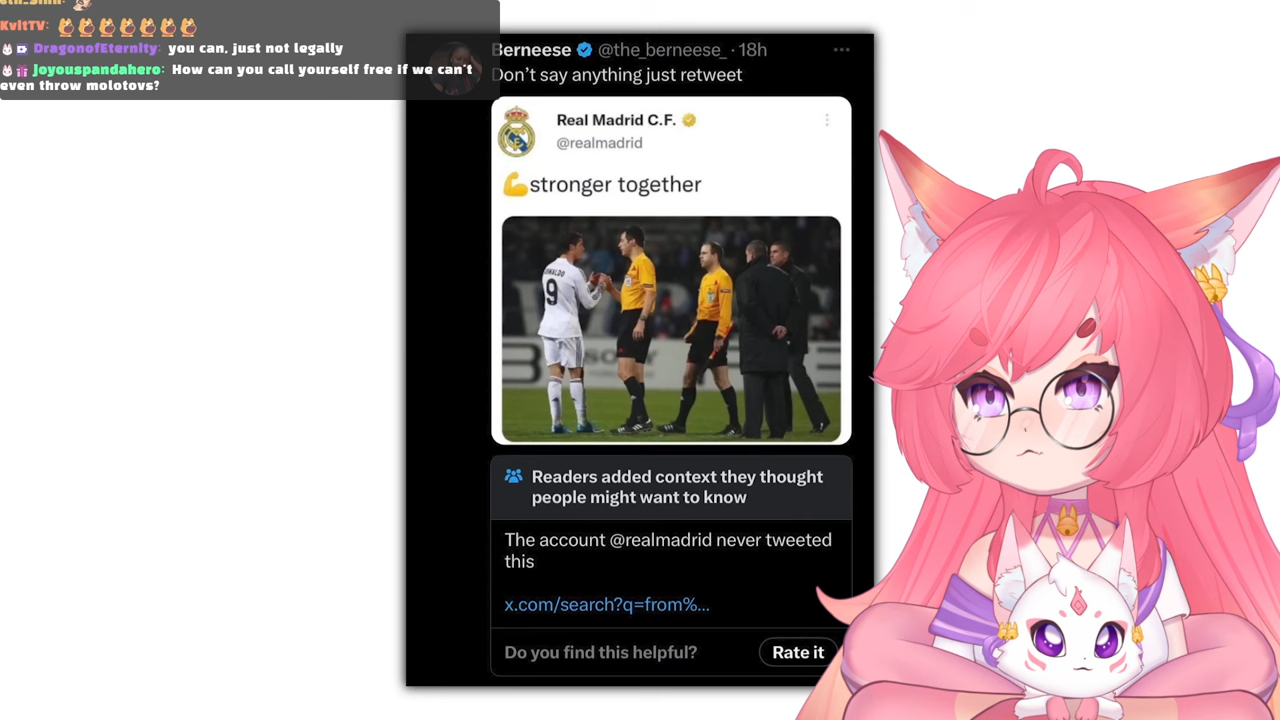 KvltTV:
DragonofEternity: you can, just not legally
Joyouspandahero: How can you call yourself free if we can't
even throw molotovs?
Berneese @the_berneese_ · 18h
Don't say anything just retweet
Real Madrid C.F.
@realmadrid
💪stronger together
RONALDO
9
SONY
Readers added context they thought
people might want to know
The account @realmadrid never tweeted
this
x.com/search?q=from%...
Do you find this helpful?
Rate it